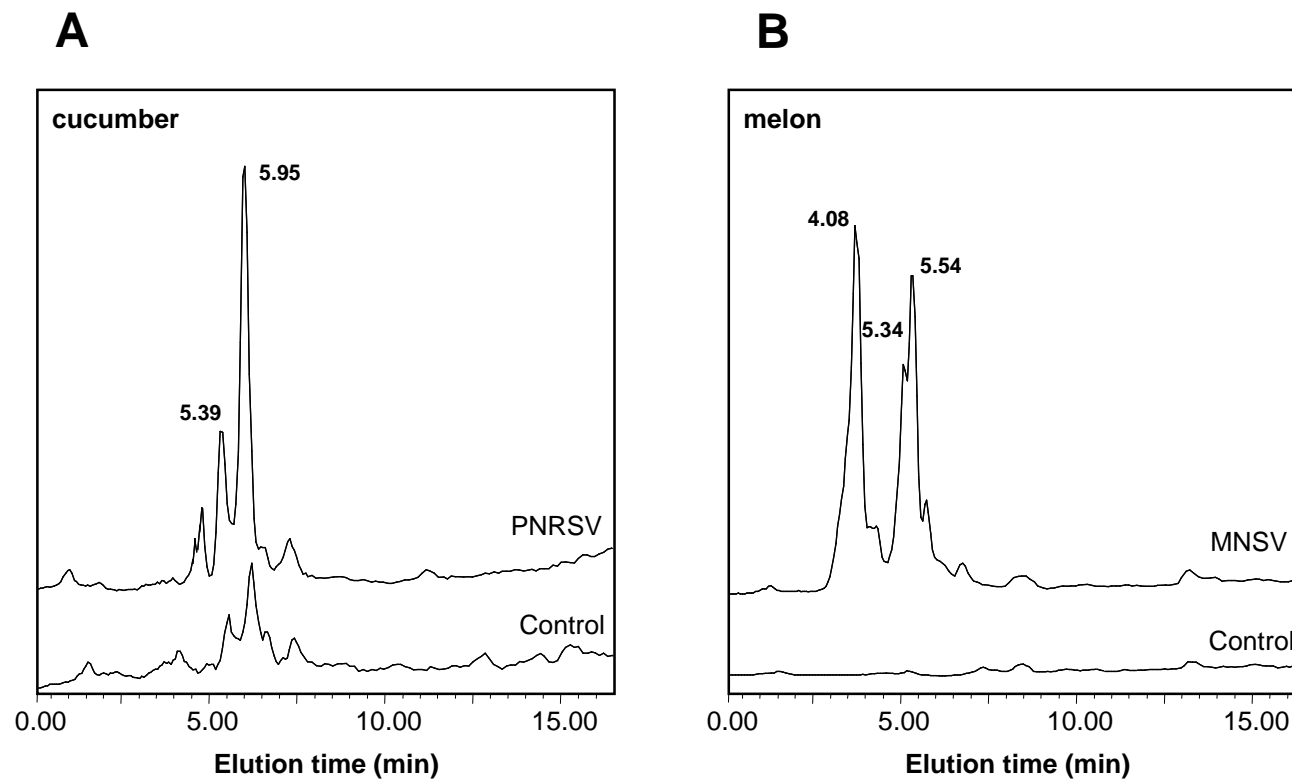 A
cucumber
5.95
5.39
PNRSV
Control
0.00 5.00 10.00 15.00
Elution time (min)
B
melon
4.08
5.54
5.34
MNSV
Control
0.00 5.00 10.00 15.00
Elution time (min)